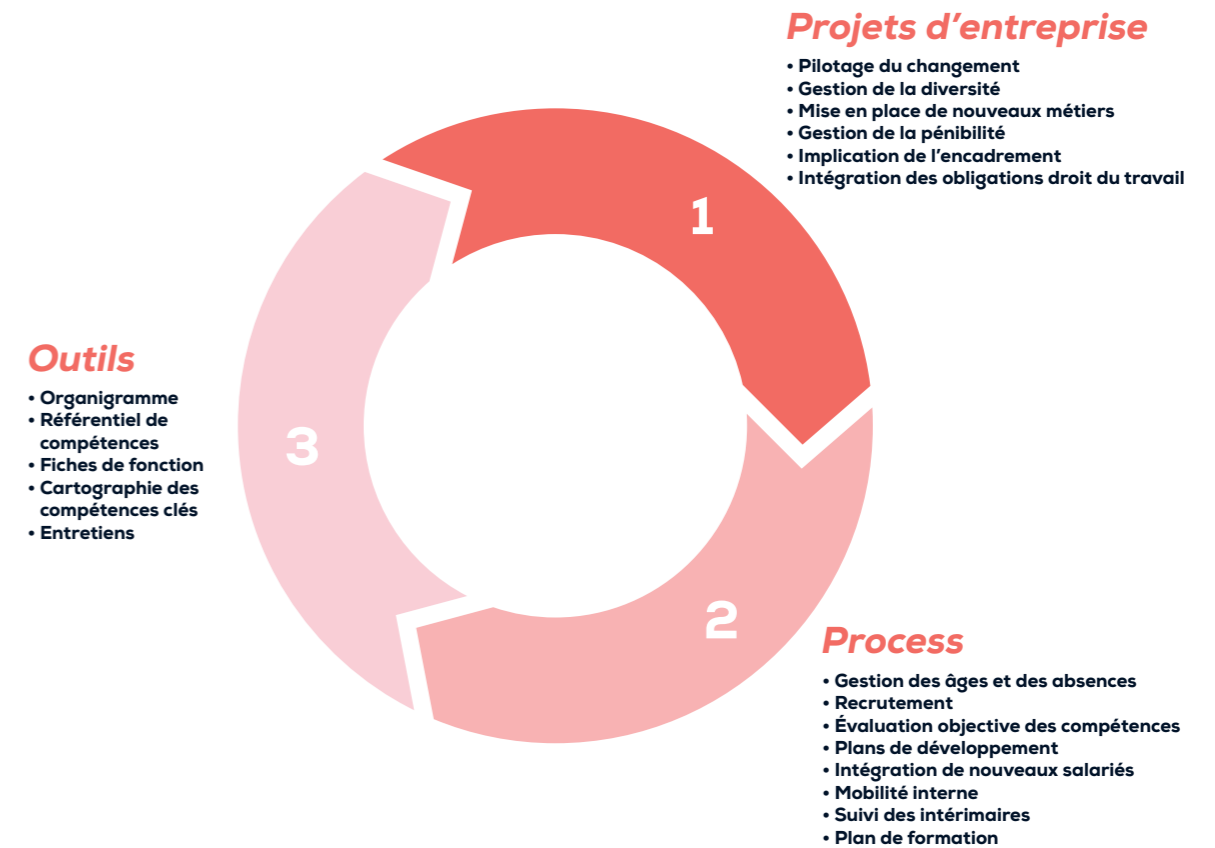 Projets d’entreprise
• Pilotage du changement
• Gestion de la diversité
• Mise en place de nouveaux métiers
• Gestion de la pénibilité
• Implication de l’encadrement
• Intégration des obligations droit du travail
1
Outils
• Organigramme
• Référentiel de
compétences
• Fiches de fonction
• Cartographie des
compétences clés
• Entretiens
3
2
Process
• Gestion des âges et des absences
• Recrutement
• Évaluation objective des compétences
• Plans de développement
• Intégration de nouveaux salariés
• Mobilité interne
• Suivi des intérimaires
• Plan de formation